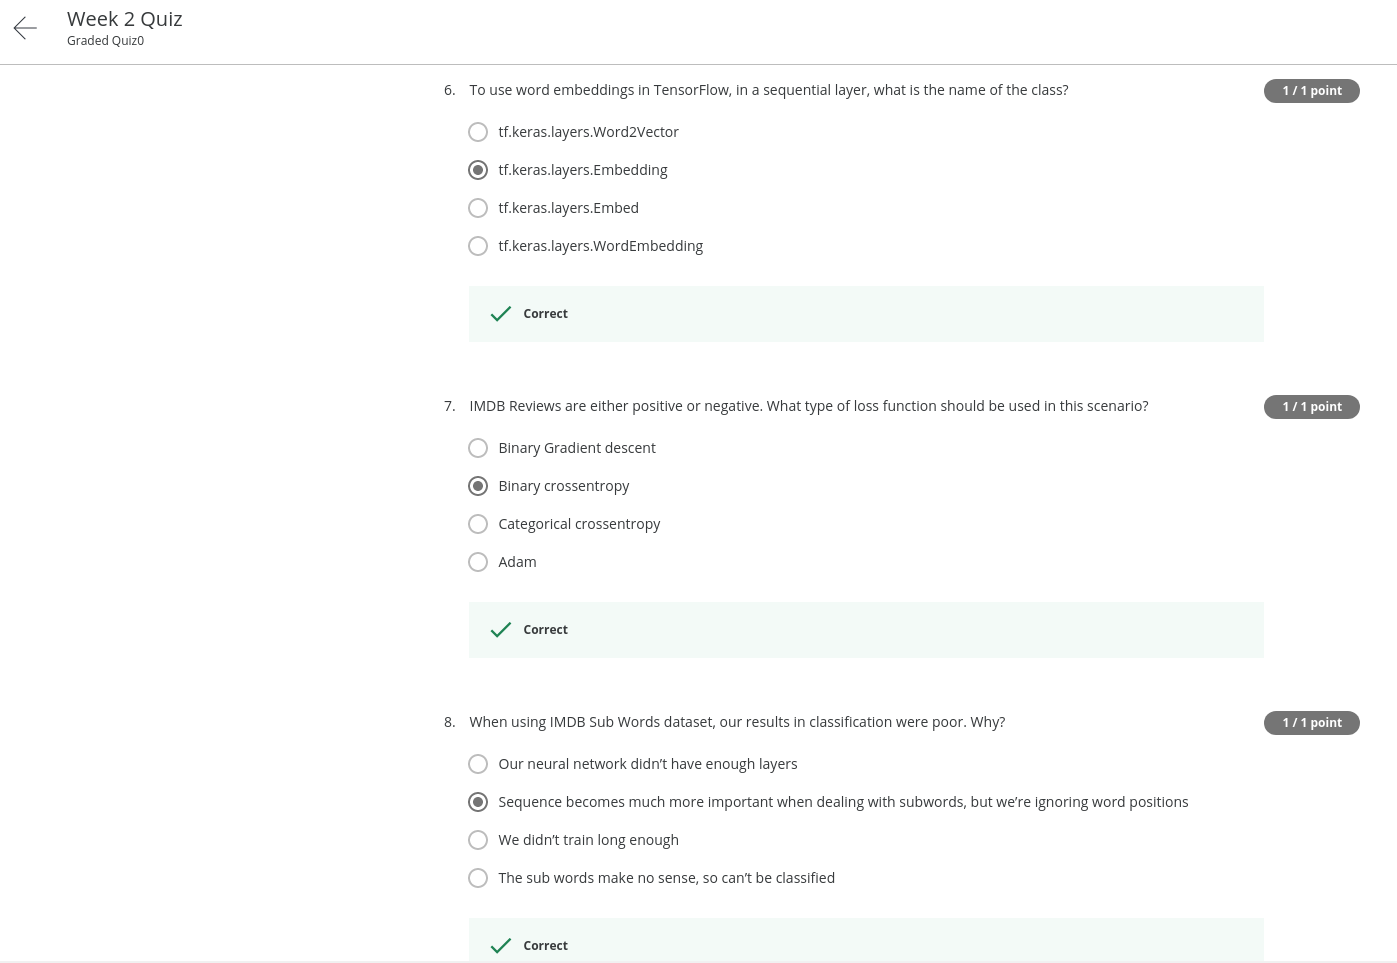 Week 2 Quiz
Graded Quiz0
6. To use word embeddings in TensorFlow, in a sequential layer, what is the name of the class?
1 / 1 point
tf.keras.layers.Word2Vector
tf.keras.layers.Embedding
tf.keras.layers.Embed
tf.keras.layers.WordEmbedding
Correct
7. IMDB Reviews are either positive or negative. What type of loss function should be used in this scenario?
1 / 1 point
Binary Gradient descent
Binary crossentropy
Categorical crossentropy
Adam
Correct
8. When using IMDB Sub Words dataset, our results in classification were poor. Why?
1 / 1 point
Our neural network didn’t have enough layers
Sequence becomes much more important when dealing with subwords, but we’re ignoring word positions
We didn’t train long enough
The sub words make no sense, so can’t be classified
Correct